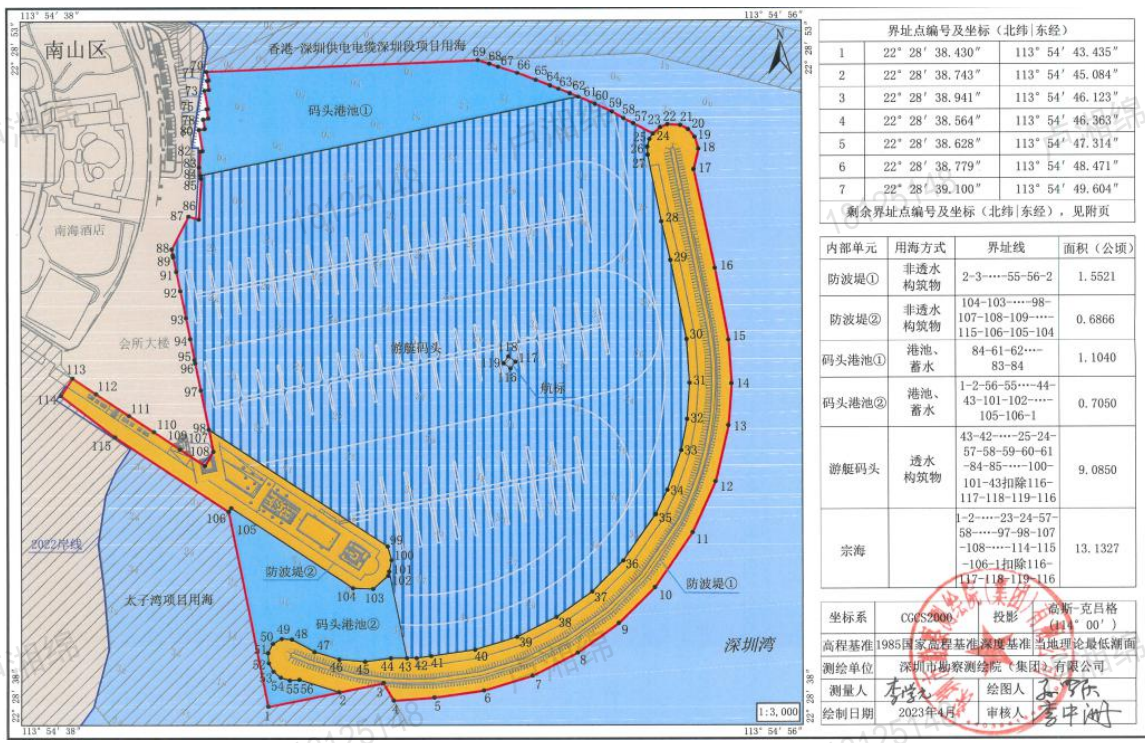 113° 54′ 38″
113° 54′ 56″
22° 28′ 53″
22° 28′ 53″
南山区
香港-深圳供电电缆深圳段项目用海
N
码头港池①
南海酒店
会所大楼
游艇码头
航标
防波堤②
防波堤①
2022岸线
太子湾项目用海
码头港池②
深圳湾
1:3,000
22° 28′ 38″
22° 28′ 38″
113° 54′ 38″
113° 54′ 56″
界址点编号及坐标（北纬|东经）
1 22° 28′ 38.430″ 113° 54′ 43.435″
2 22° 28′ 38.743″ 113° 54′ 45.084″
3 22° 28′ 38.941″ 113° 54′ 46.123″
4 22° 28′ 38.564″ 113° 54′ 46.363″
5 22° 28′ 38.628″ 113° 54′ 47.314″
6 22° 28′ 38.779″ 113° 54′ 48.471″
7 22° 28′ 39.100″ 113° 54′ 49.604″
剩余界址点编号及坐标（北纬|东经），见附页
内部单元 用海方式 界址线 面积（公顷）
防波堤① 非透水构筑物 2-3-…-55-56-2 1.5521
防波堤② 非透水构筑物 104-103-…-98-
107-108-109-…-
115-106-105-104 0.6866
码头港池① 港池、蓄水 84-61-62-…-
83-84 1.1040
码头港池② 港池、蓄水 1-2-56-55-…-44-
43-101-102-…-
105-106-1 0.7050
游艇码头 透水构筑物 43-42-…-25-24-
57-58-59-60-61
-84-85-…-100-
101-43扣除116-
117-118-119-116 9.0850
宗海 1-2-…-23-24-57-
58-…-97-98-107
-108-…-114-115
-106-1扣除116-
117-118-119-116 13.1327
坐标系 CGCS2000 投影 高斯-克吕格（114° 00′）
高程基准 1985国家高程基准 深度基准 当地理论最低潮面
测绘单位 深圳市勘察测绘院（集团）有限公司
测量人 绘图人
绘制日期 2023年4月 审核人